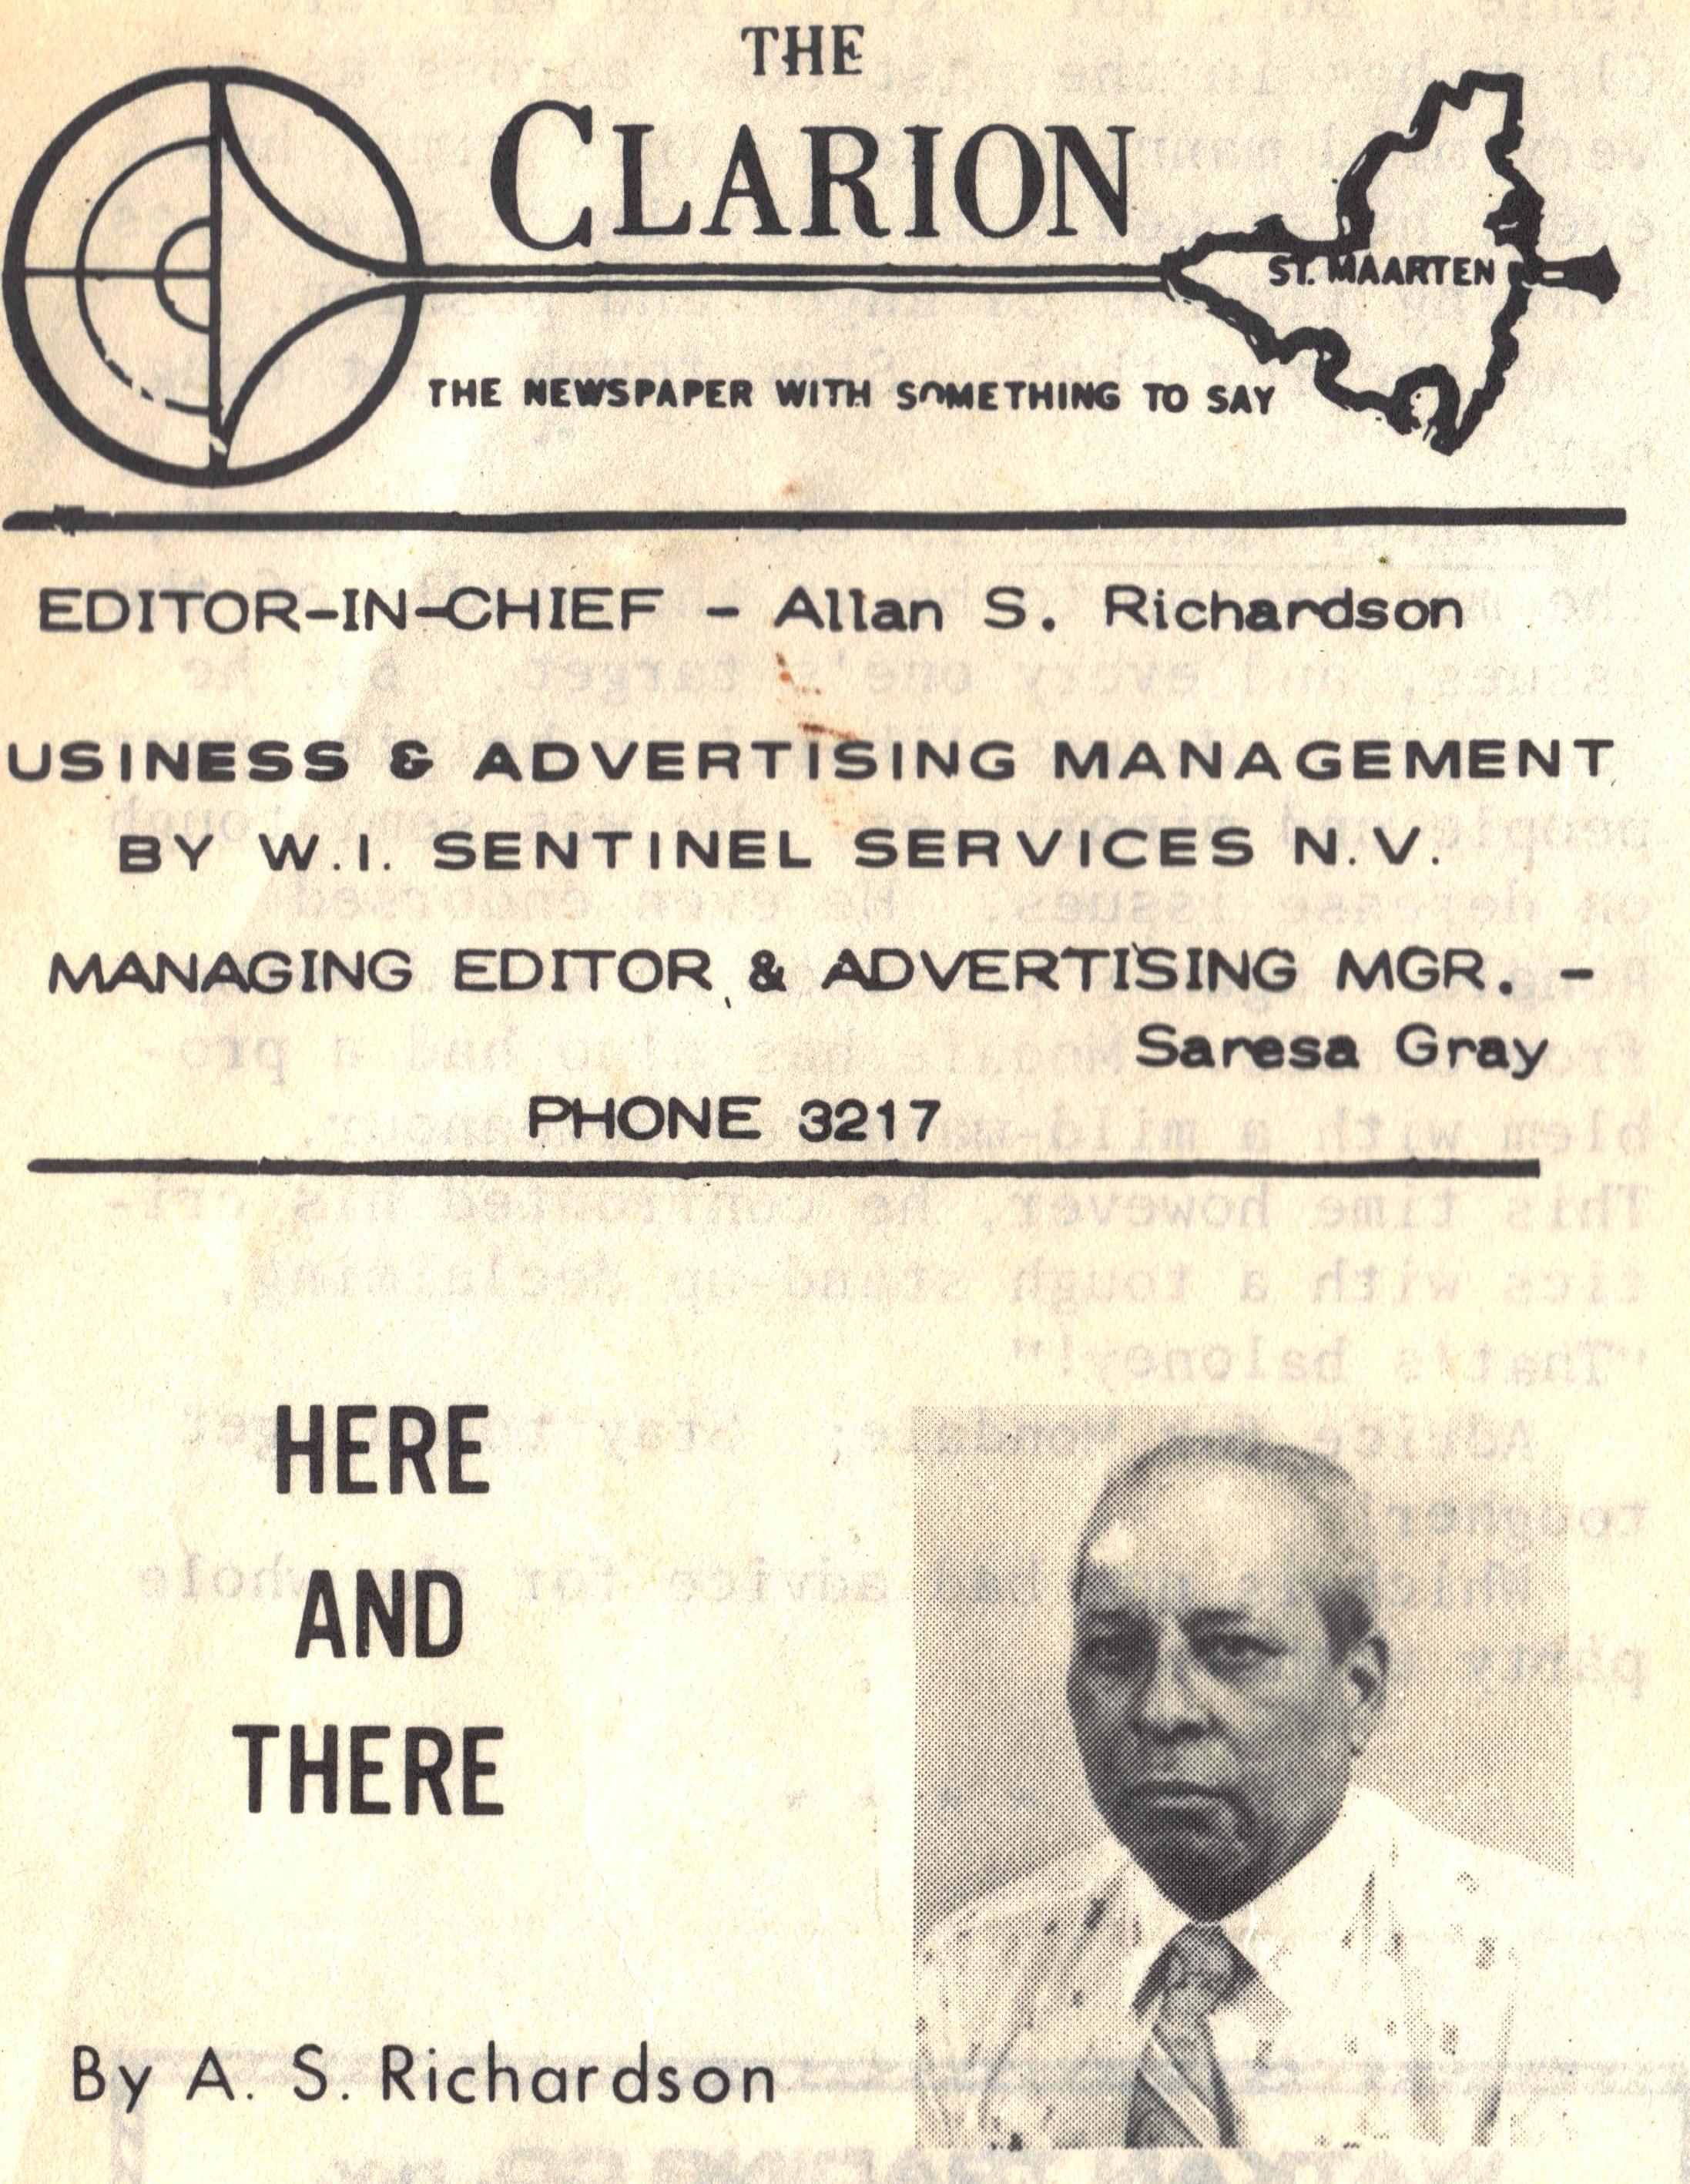 THE
CLARION
ST. MAARTEN
THE NEWSPAPER WITH SOMETHING TO SAY
EDITOR-IN-CHIEF - Allan S. Richardson
USINESS & ADVERTISING MANAGEMENT
BY W.I. SENTINEL SERVICES N.V.
MANAGING EDITOR & ADVERTISING MGR. -
Saresa Gray
PHONE 3217
HERE
AND
THERE
By A. S. Richardson